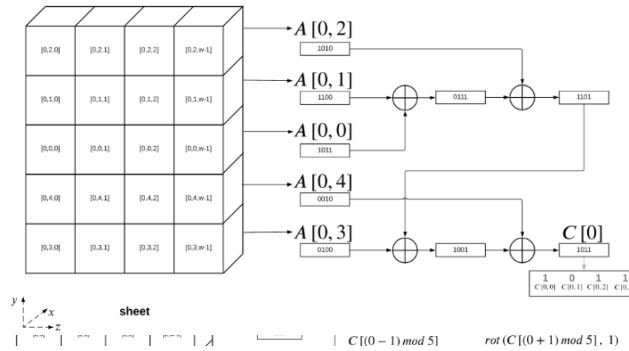 [0,2,0] [0,2,1] [0,2,2] [0,2,w-1]
A[0, 2]
1010
[0,1,0] [0,1,1] [0,1,2] [0,1,w-1]
A[0, 1]
1100 0111 1101
[0,0,0] [0,0,1] [0,0,2] [0,0,w-1]
A[0, 0]
1011
[0,4,0] [0,4,1] [0,4,2] [0,4,w-1]
A[0, 4]
0010
[0,3,0] [0,3,1] [0,3,2] [0,3,w-1]
A[0, 3] C[0]
0100 1001 1011
1 0 1 1
C[0,0] C[0,1] C[0,2]
y x z
sheet
C[(0 − 1) mod 5] rot(C[(0 + 1) mod 5] , 1)